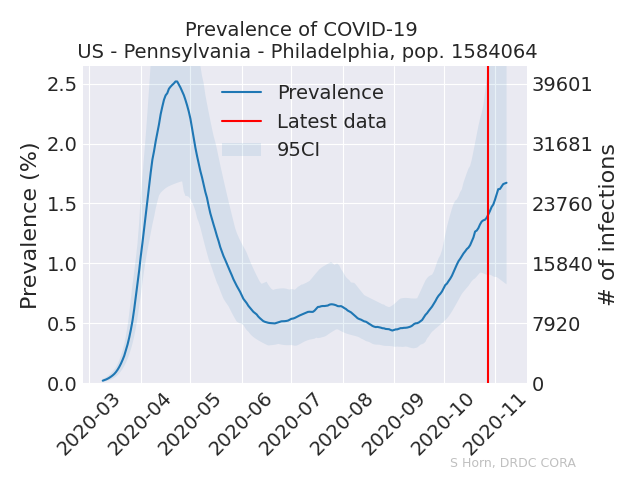 Prevalence of COVID-19
US - Pennsylvania - Philadelphia, pop. 1584064
Prevalence
Latest data
95CI
Prevalence (%)
2.5
2.0
1.5
1.0
0.5
0.0
39601
31681
23760
15840
7920
0
# of infections
2020-03
2020-04
2020-05
2020-06
2020-07
2020-08
2020-09
2020-10
2020-11
S Horn, DRDC CORA